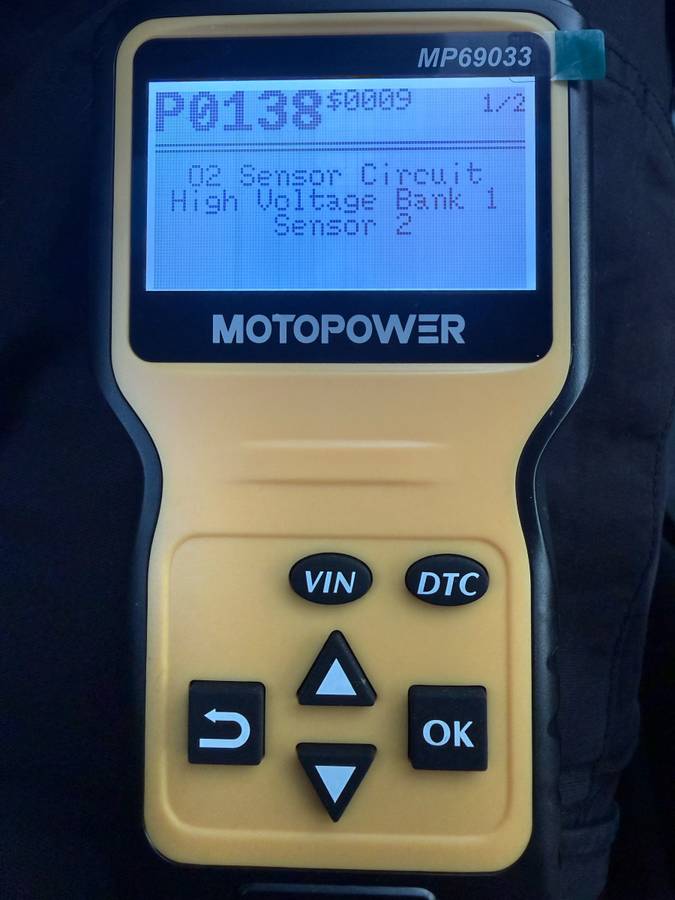 MP69033
P0138 $0009 1/2
O2 Sensor Circuit
High Voltage Bank 1
Sensor 2
MOTOPOWER
VIN DTC
OK